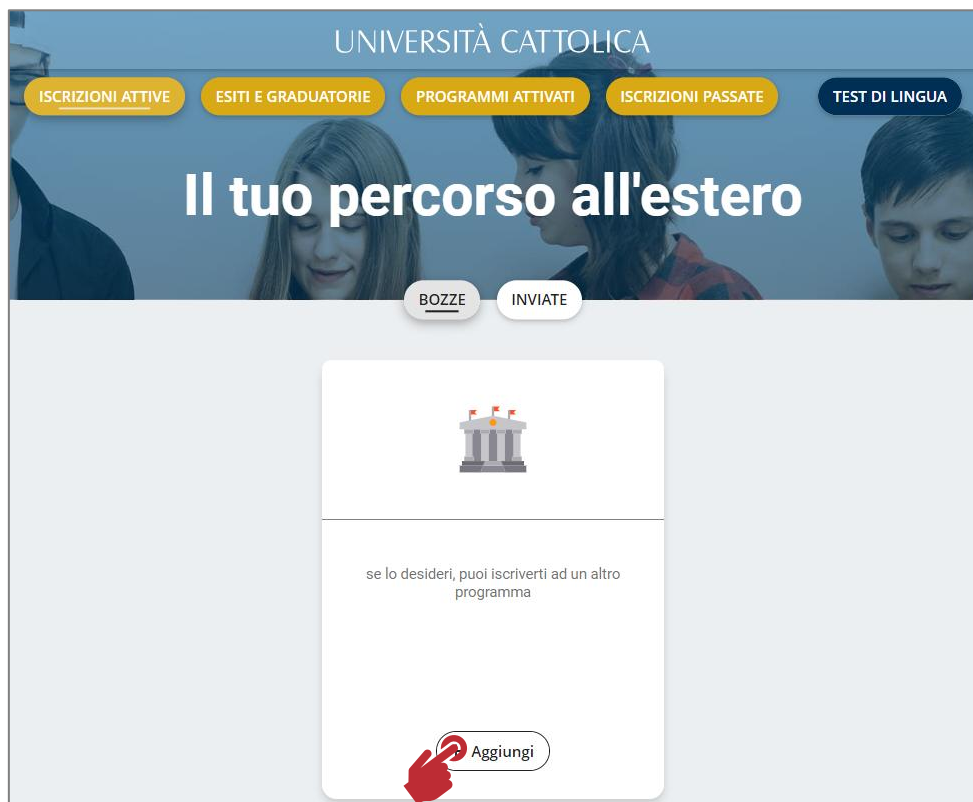 UNIVERSITÀ CATTOLICA
ISCRIZIONI ATTIVE ESITI E GRADUATORIE PROGRAMMI ATTIVATI ISCRIZIONI PASSATE TEST DI LINGUA
Il tuo percorso all'estero
BOZZE INVIATE
se lo desideri, puoi iscriverti ad un altro
programma
Aggiungi